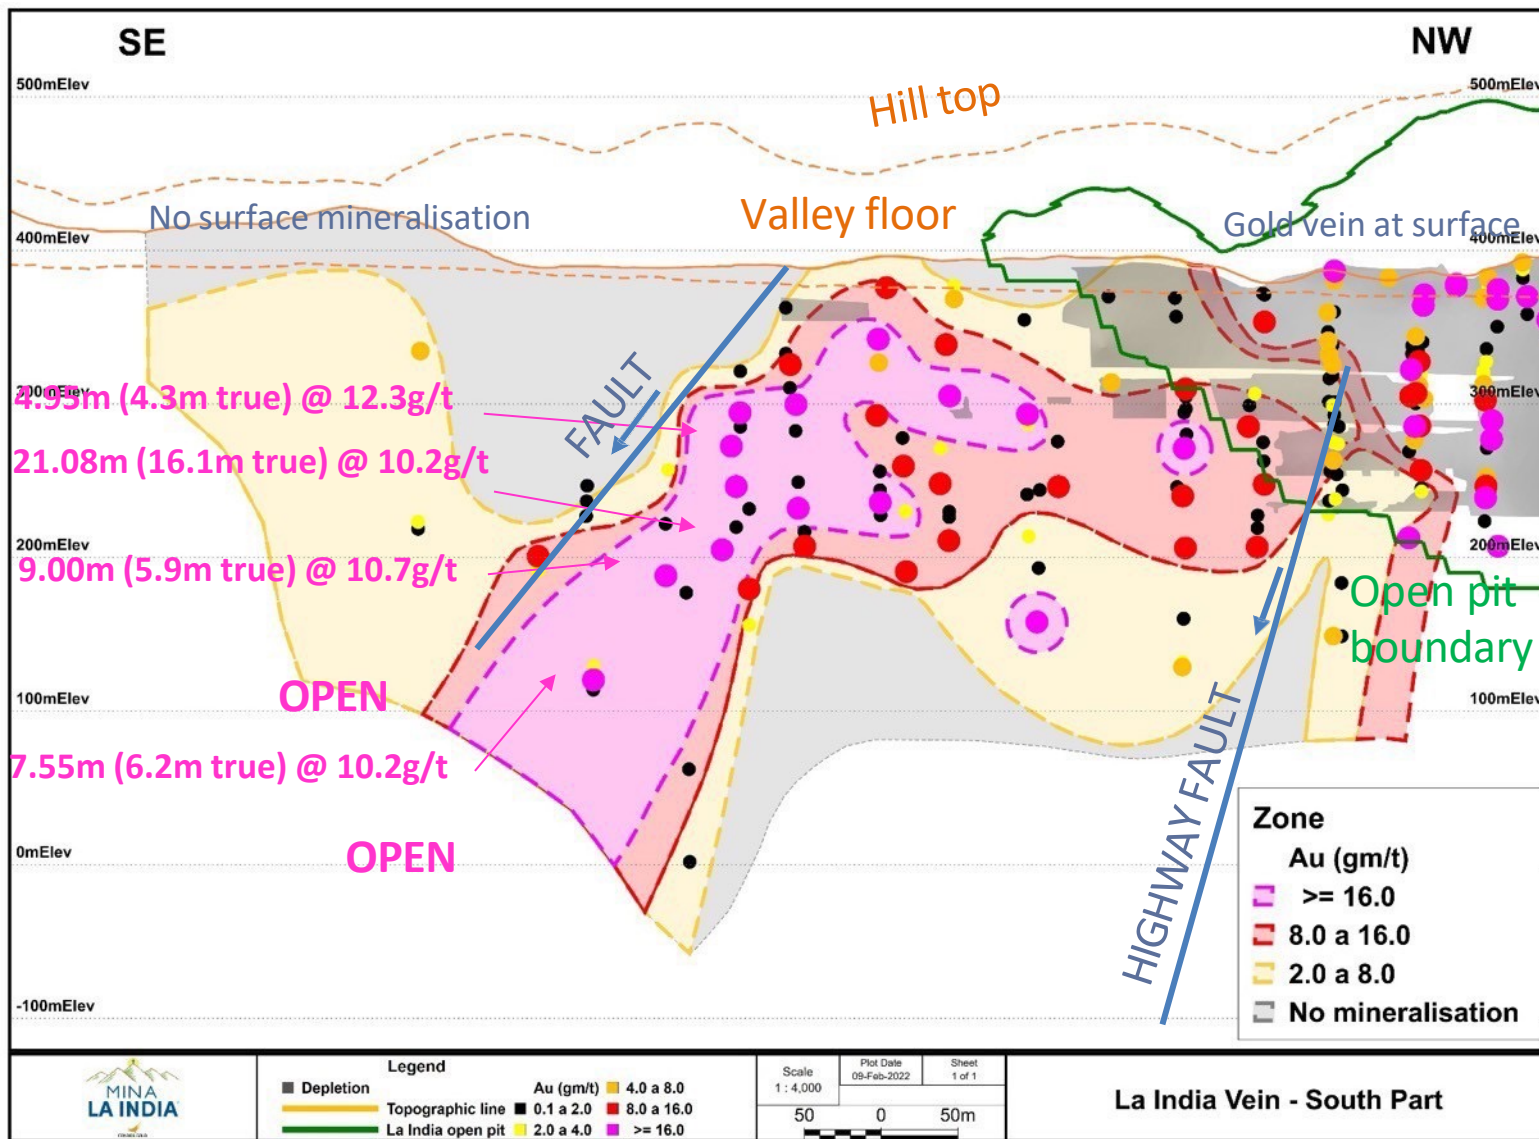 SE
NW
500mElev
500mElev
Hill top
No surface mineralisation
Valley floor
Gold vein at surface
400mElev
400mElev
300mElev
300mElev
4.95m (4.3m true) @ 12.3g/t
FAULT
21.08m (16.1m true) @ 10.2g/t
200mElev
200mElev
9.00m (5.9m true) @ 10.7g/t
Open pit
boundary
OPEN
100mElev
100mElev
7.55m (6.2m true) @ 10.2g/t
HIGHWAY FAULT
0mElev
OPEN
-100mElev
Zone
Au (gm/t)
>= 16.0
8.0 a 16.0
2.0 a 8.0
No mineralisation
MINA
LA INDIA
Legend
Depletion
Topographic line
La India open pit
Au (gm/t)
0.1 a 2.0
2.0 a 4.0
4.0 a 8.0
8.0 a 16.0
>= 16.0
Scale
1 : 4,000
Plot Date
09-Feb-2022
Sheet
1 of 1
50 0 50m
La India Vein - South Part